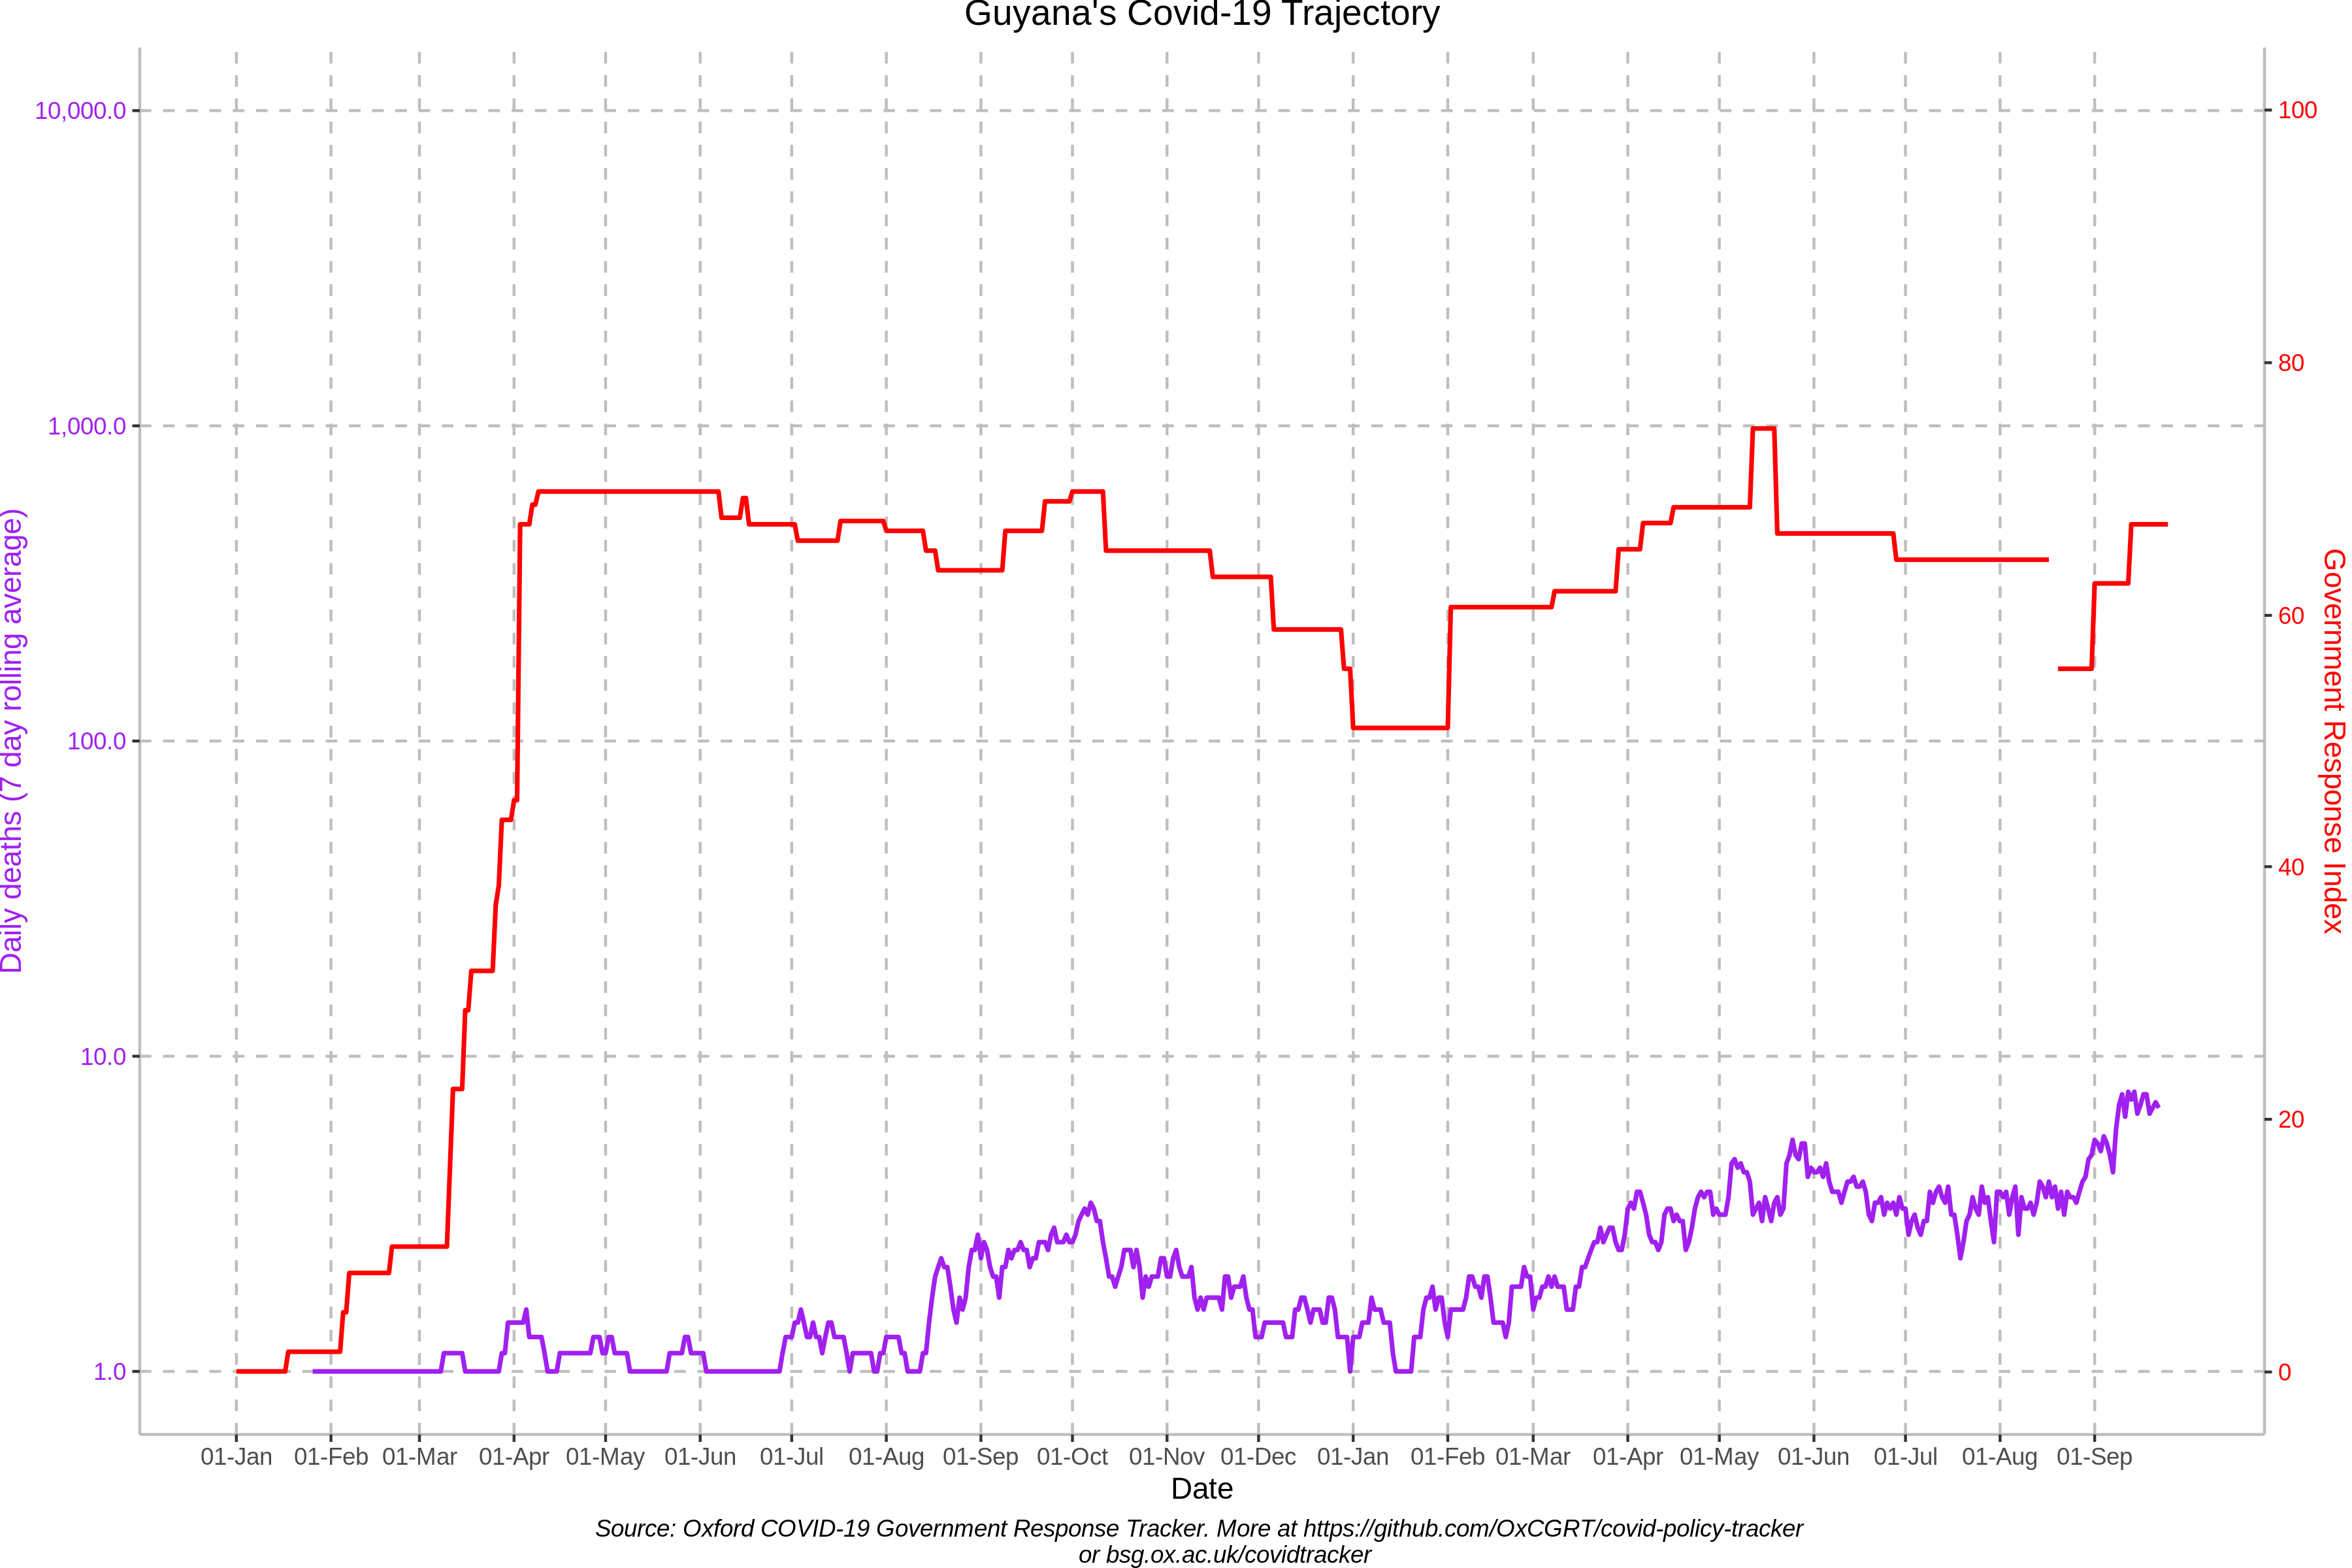 Guyana's Covid-19 Trajectory
10,000.0
1,000.0
100.0
10.0
1.0
Daily deaths (7 day rolling average)
100
80
60
40
20
0
Government Response Index
01-Jan 01-Feb 01-Mar 01-Apr 01-May 01-Jun 01-Jul 01-Aug 01-Sep 01-Oct 01-Nov 01-Dec 01-Jan 01-Feb 01-Mar 01-Apr 01-May 01-Jun 01-Jul 01-Aug 01-Sep
Date
Source: Oxford COVID-19 Government Response Tracker. More at https://github.com/OxCGRT/covid-policy-tracker
or bsg.ox.ac.uk/covidtracker